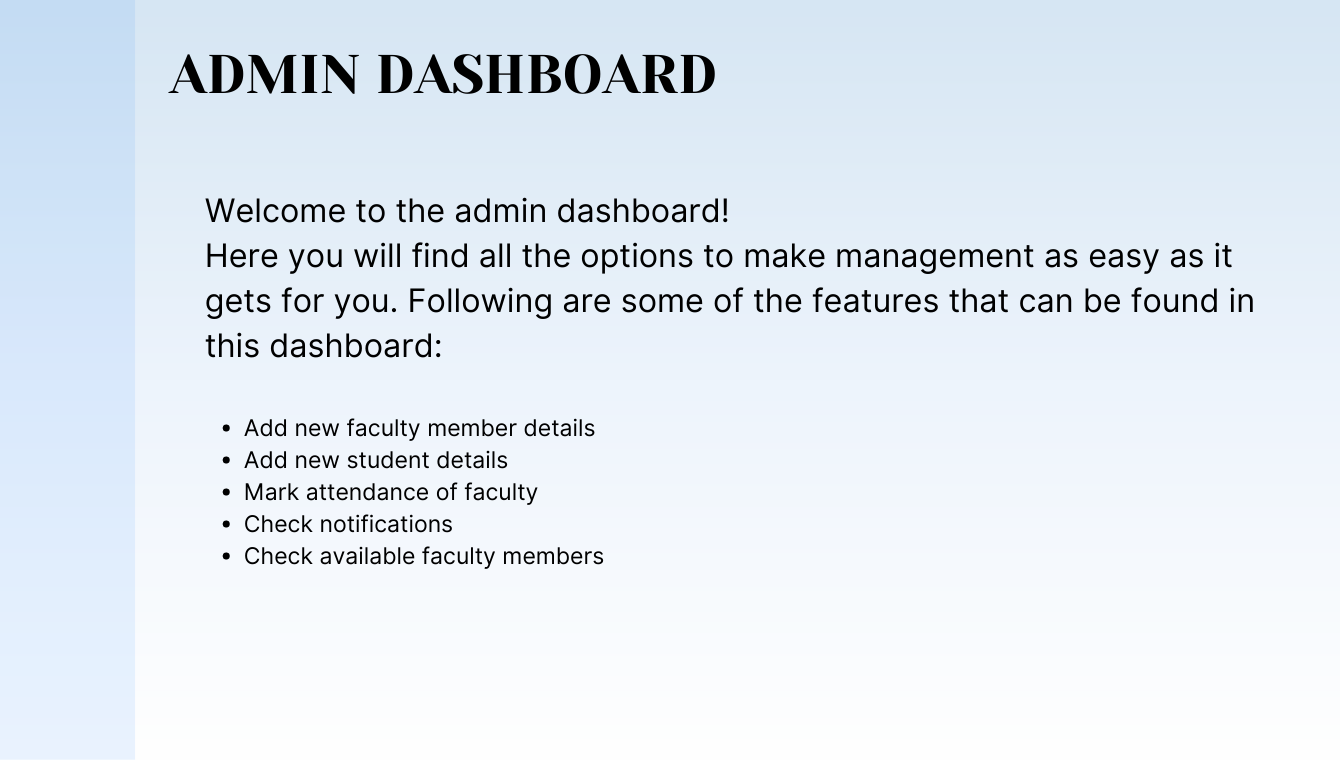 ADMIN DASHBOARD
Welcome to the admin dashboard!
Here you will find all the options to make management as easy as it
gets for you. Following are some of the features that can be found in
this dashboard:
• Add new faculty member details
• Add new student details
• Mark attendance of faculty
• Check notifications
• Check available faculty members